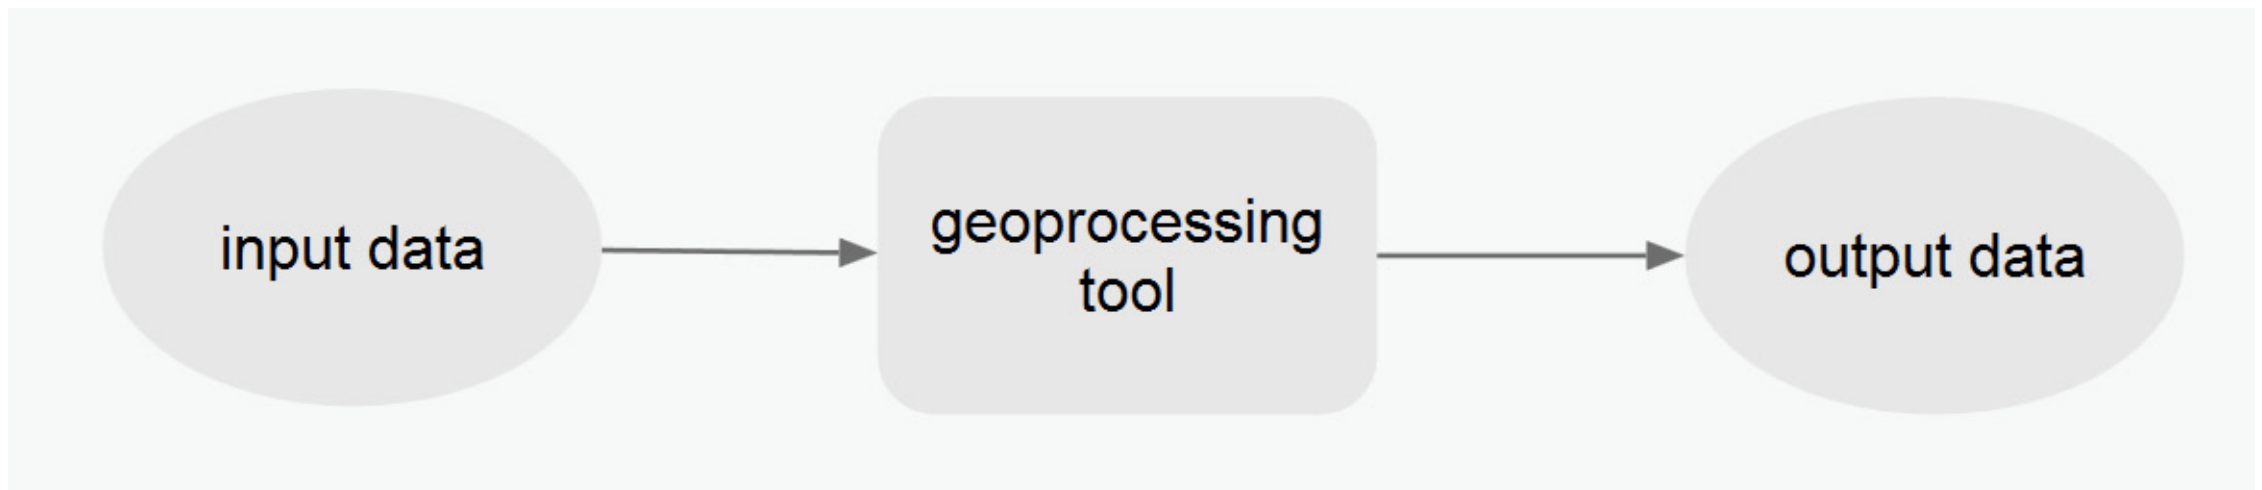 input data
geoprocessing
tool
output data